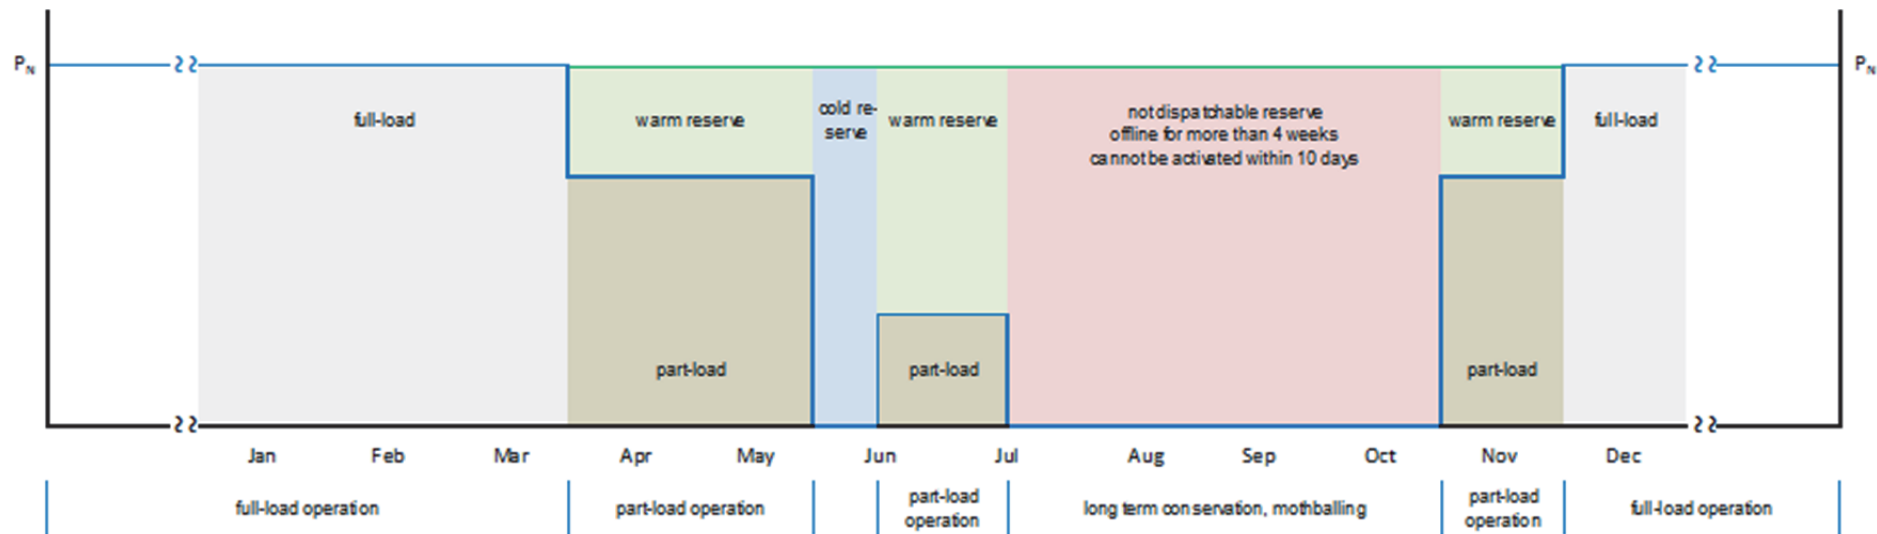 P_N
P_N
full-load
warm reserve
cold re-
serve
warm reserve
not dispatchable reserve
offline for more than 4 weeks
cannot be activated within 10 days
warm reserve
full-load
part-load
part-load
part-load
Jan Feb Mar Apr May Jun Jul Aug Sep Oct Nov Dec
full-load operation
part-load operation
part-load
operation
long term conservation, mothballing
part-load
operation
full-load operation